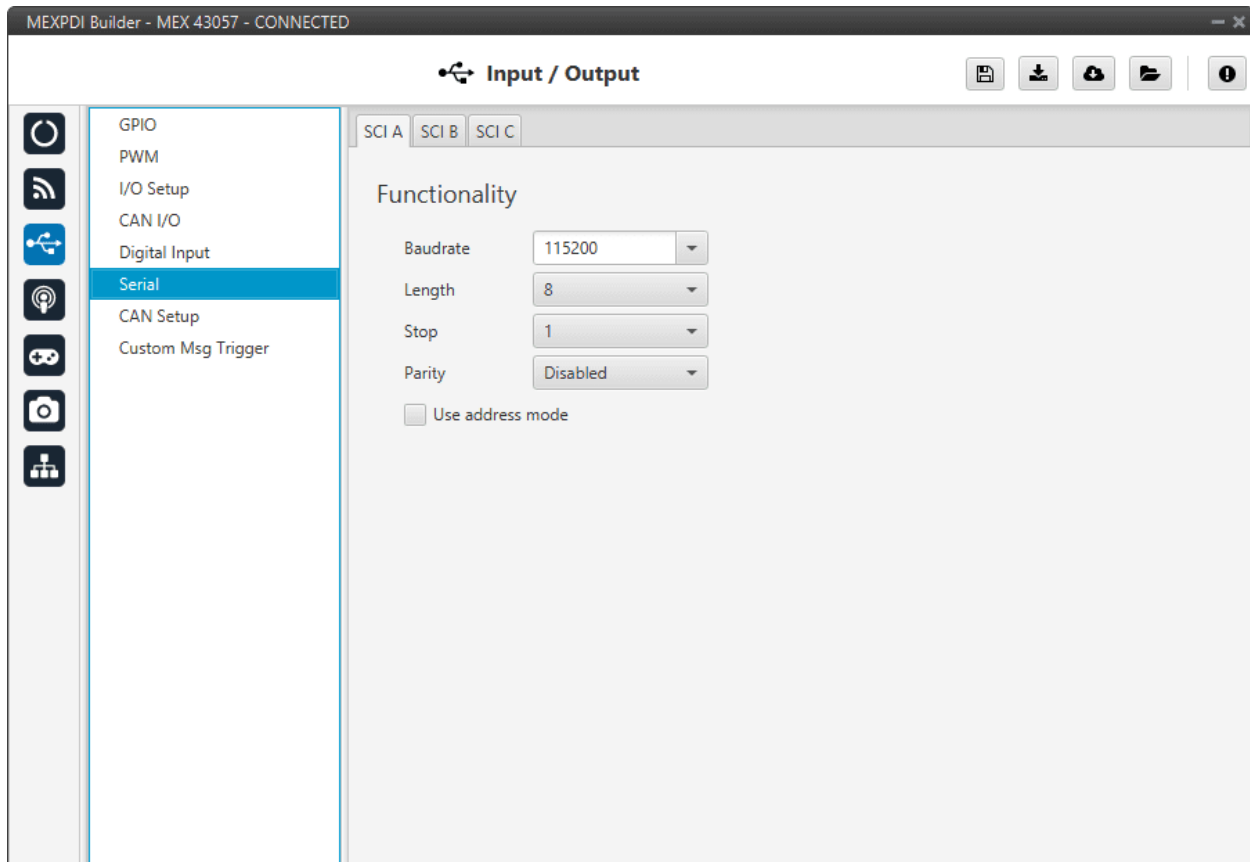 MEXPDI Builder - MEX 43057 - CONNECTED
Input / Output
GPIO
PWM
I/O Setup
CAN I/O
Digital Input
Serial
CAN Setup
Custom Msg Trigger
SCI A SCI B SCI C
Functionality
Baudrate 115200
Length 8
Stop 1
Parity Disabled
Use address mode